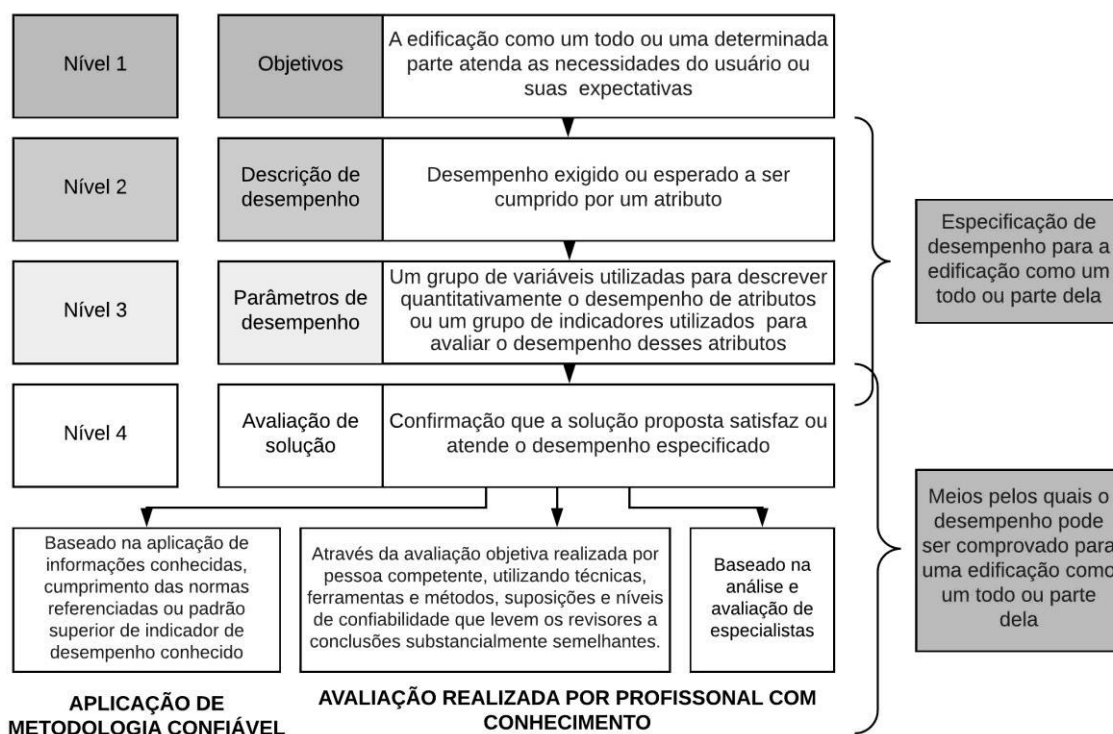 Nível 1
Objetivos
A edificação como um todo ou uma determinada
parte atenda as necessidades do usuário ou
suas expectativas
Nível 2
Descrição de
desempenho
Desempenho exigido ou esperado a ser
cumprido por um atributo
Nível 3
Parâmetros de
desempenho
Um grupo de variáveis utilizadas para descrever
quantitativamente o desempenho de atributos
ou um grupo de indicadores utilizados para
avaliar o desempenho desses atributos
Nível 4
Avaliação de
solução
Confirmação que a solução proposta satisfaz ou
atende o desempenho especificado
Especificação de
desempenho para a
edificação como um
todo ou parte dela
Meios pelos quais o
desempenho pode
ser comprovado para
uma edificação como
um todo ou parte
dela
Baseado na aplicação de
informações conhecidas,
cumprimento das normas
referenciadas ou padrão
superior de indicador de
desempenho conhecido
Através da avaliação objetiva realizada por
pessoa competente, utilizando técnicas,
ferramentas e métodos, suposições e níveis
de confiabilidade que levem os revisores a
conclusões substancialmente semelhantes.
Baseado na
análise e
avaliação de
especialistas
APLICAÇÃO DE
METODOLOGIA CONFIÁVEL
AVALIAÇÃO REALIZADA POR PROFISSONAL COM
CONHECIMENTO